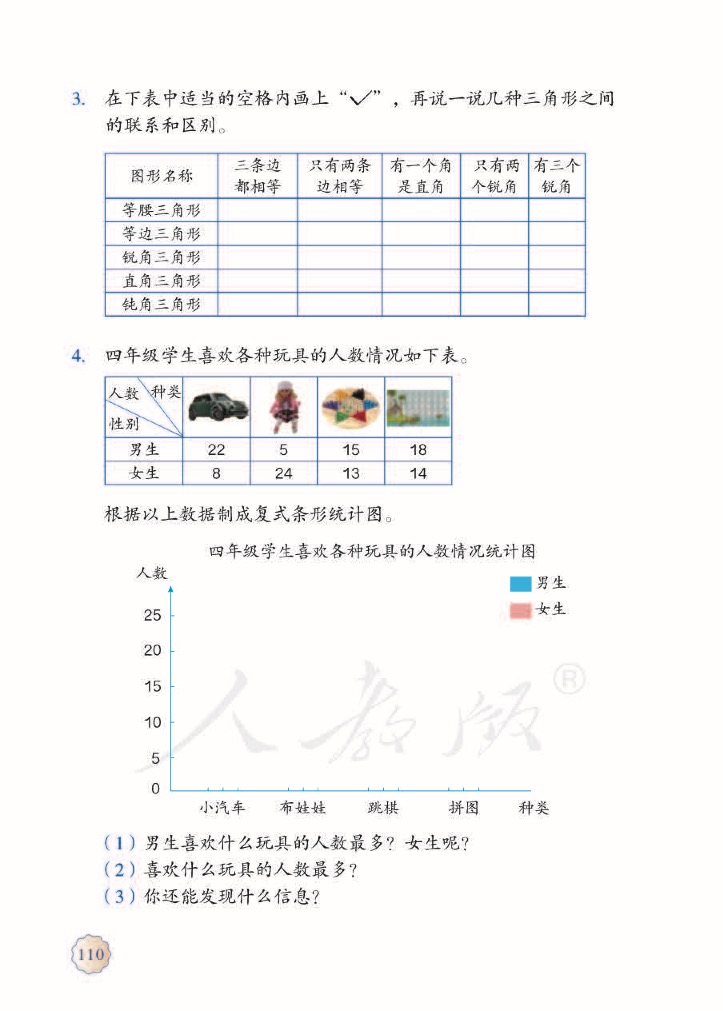 3. 在下表中适当的空格内画上“✓”，再说一说几种三角形之间
的联系和区别。
图形名称 三条边都相等 只有两条边相等 有一个角是直角 只有两个锐角 有三个锐角
等腰三角形
等边三角形
锐角三角形
直角三角形
钝角三角形
4. 四年级学生喜欢各种玩具的人数情况如下表。
人数 种类
性别
男生 22 5 15 18
女生 8 24 13 14
根据以上数据制成复式条形统计图。
四年级学生喜欢各种玩具的人数情况统计图
人数
男生
女生
25
20
15
10
5
0
小汽车 布娃娃 跳棋 拼图 种类
人教版®
（1）男生喜欢什么玩具的人数最多？女生呢？
（2）喜欢什么玩具的人数最多？
（3）你还能发现什么信息？
110